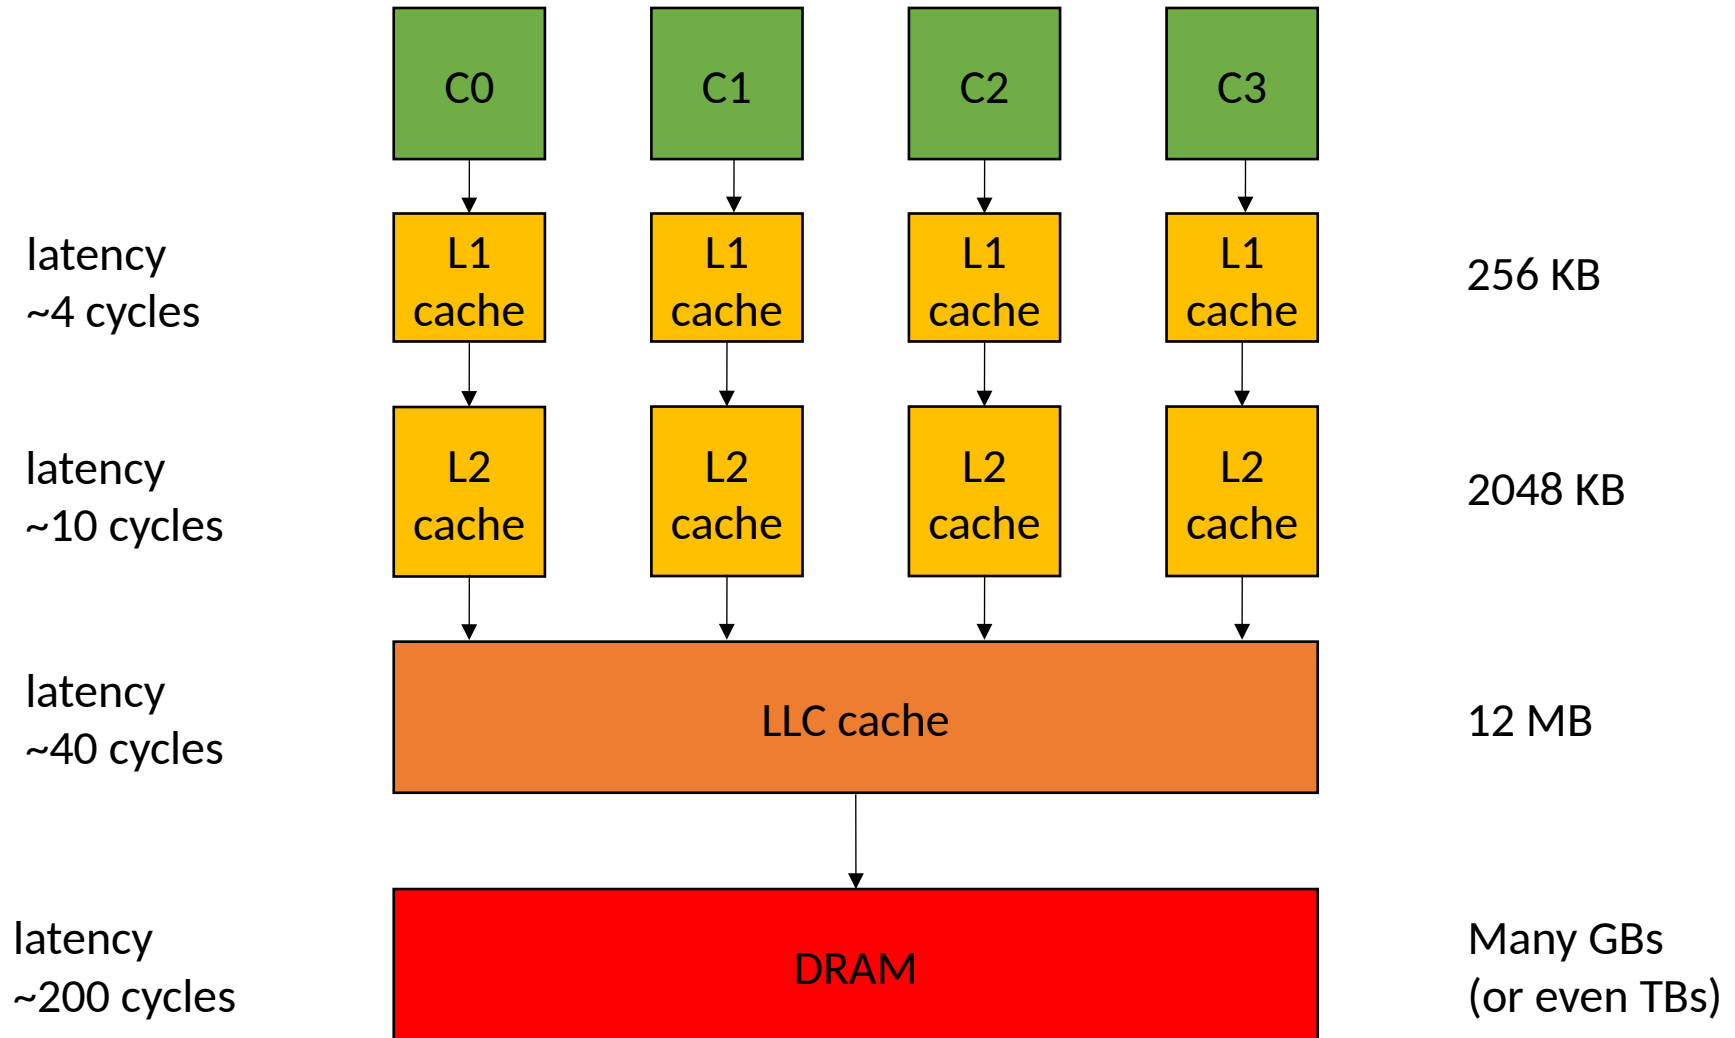 C0
C1
C2
C3
latency
~4 cycles
L1
cache
L1
cache
L1
cache
L1
cache
256 KB
latency
~10 cycles
L2
cache
L2
cache
L2
cache
L2
cache
2048 KB
latency
~40 cycles
LLC cache
12 MB
latency
~200 cycles
DRAM
Many GBs
(or even TBs)